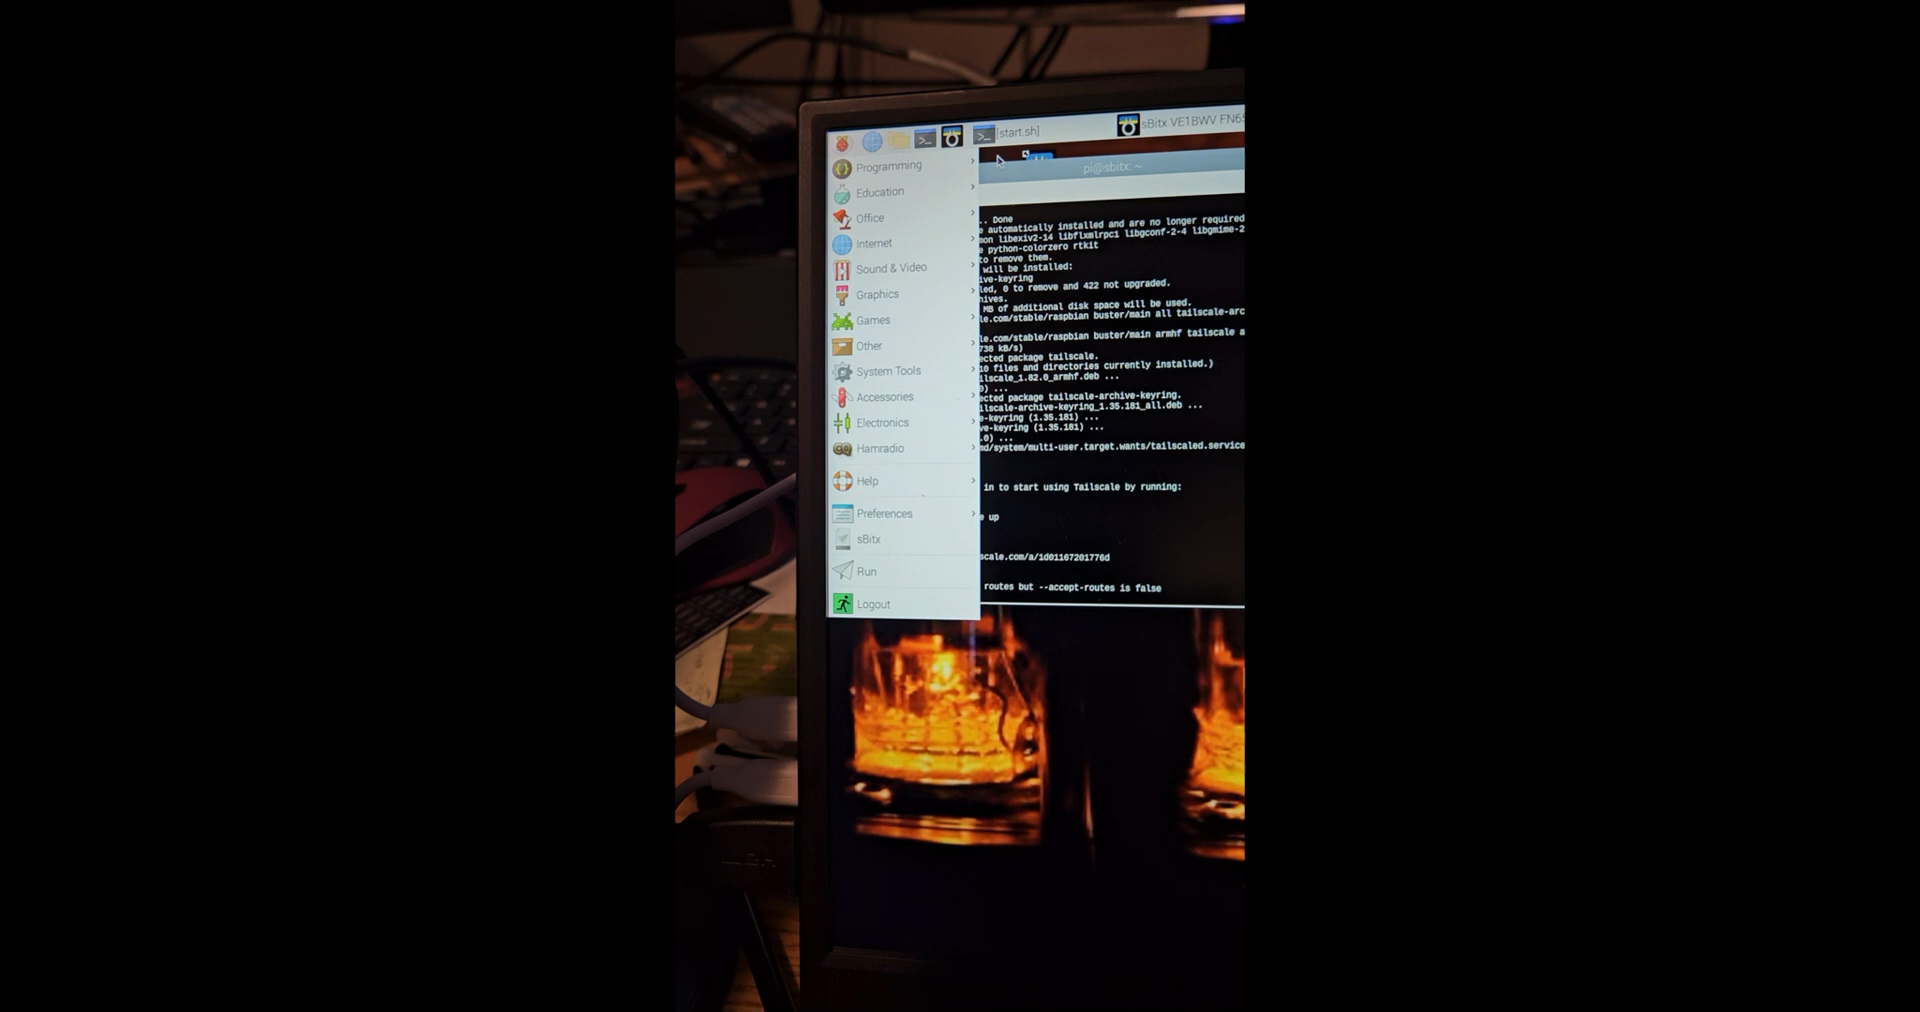 [start.sh]
sBitx VE1BWV FN65
pi@sbitx: ~
Programming
Education
Office
Internet
Sound & Video
Graphics
Games
Other
System Tools
Accessories
Electronics
Hamradio
Help
Preferences
sBitx
Run
Logout
.. Done
e automatically installed and are no longer required
mon libexiv2-14 libflxmlrpc1 libgconf-2-4 libgmime-2
e python-colorzero rtkit
to remove them.
will be installed:
ive-keyring
led, 0 to remove and 422 not upgraded.
hives.
MB of additional disk space will be used.
le.com/stable/raspbian buster/main all tailscale-arc
le.com/stable/raspbian buster/main armhf tailscale a
738 kB/s)
ected package tailscale.
10 files and directories currently installed.)
ilscale_1.82.0_armhf.deb ...
0) ...
ected package tailscale-archive-keyring.
ilscale-archive-keyring_1.35.181_all.deb ...
e-keyring (1.35.181) ...
ve-keyring (1.35.181) ...
.0) ...
md/system/multi-user.target.wants/tailscaled.service
in to start using Tailscale by running:
e up
scale.com/a/1d01167201776d
routes but --accept-routes is false